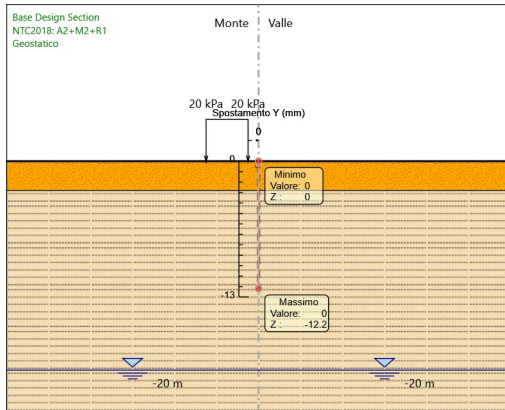 Base Design Section
NTC2018: A2+M2+R1
Geostatico
Monte Valle
20 kPa 20 kPa
Spostamento Y (mm)
0
0
Minimo
Valore: 0
Z : 0
-13
Massimo
Valore: 0
Z : -12.2
-20 m -20 m